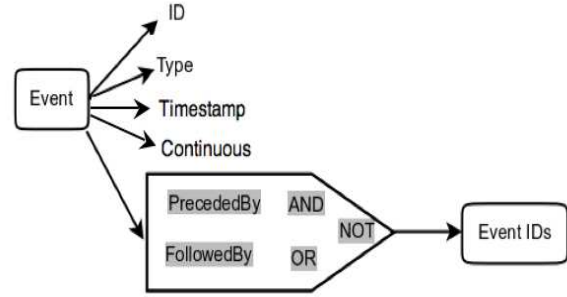 ID
Type
Event
Timestamp
Continuous
PrecededBy AND
NOT
Event IDs
FollowedBy OR